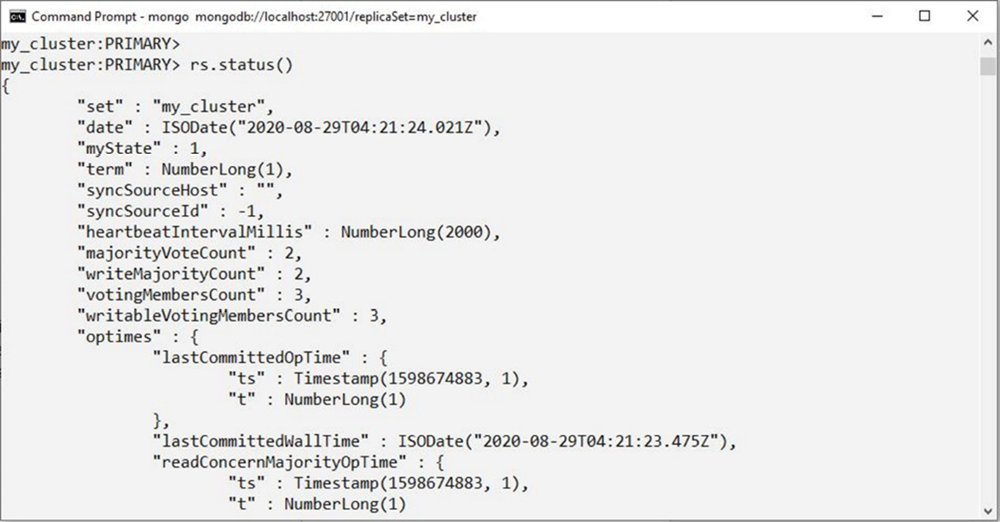 Command Prompt - mongo  mongodb://localhost:27001/replicaSet=my_cluster
my_cluster:PRIMARY>
my_cluster:PRIMARY> rs.status()
{
        "set" : "my_cluster",
        "date" : ISODate("2020-08-29T04:21:24.021Z"),
        "myState" : 1,
        "term" : NumberLong(1),
        "syncSourceHost" : "",
        "syncSourceId" : -1,
        "heartbeatIntervalMillis" : NumberLong(2000),
        "majorityVoteCount" : 2,
        "writeMajorityCount" : 2,
        "votingMembersCount" : 3,
        "writableVotingMembersCount" : 3,
        "optimes" : {
                "lastCommittedOpTime" : {
                        "ts" : Timestamp(1598674883, 1),
                        "t" : NumberLong(1)
                },
                "lastCommittedWallTime" : ISODate("2020-08-29T04:21:23.475Z"),
                "readConcernMajorityOpTime" : {
                        "ts" : Timestamp(1598674883, 1),
                        "t" : NumberLong(1)